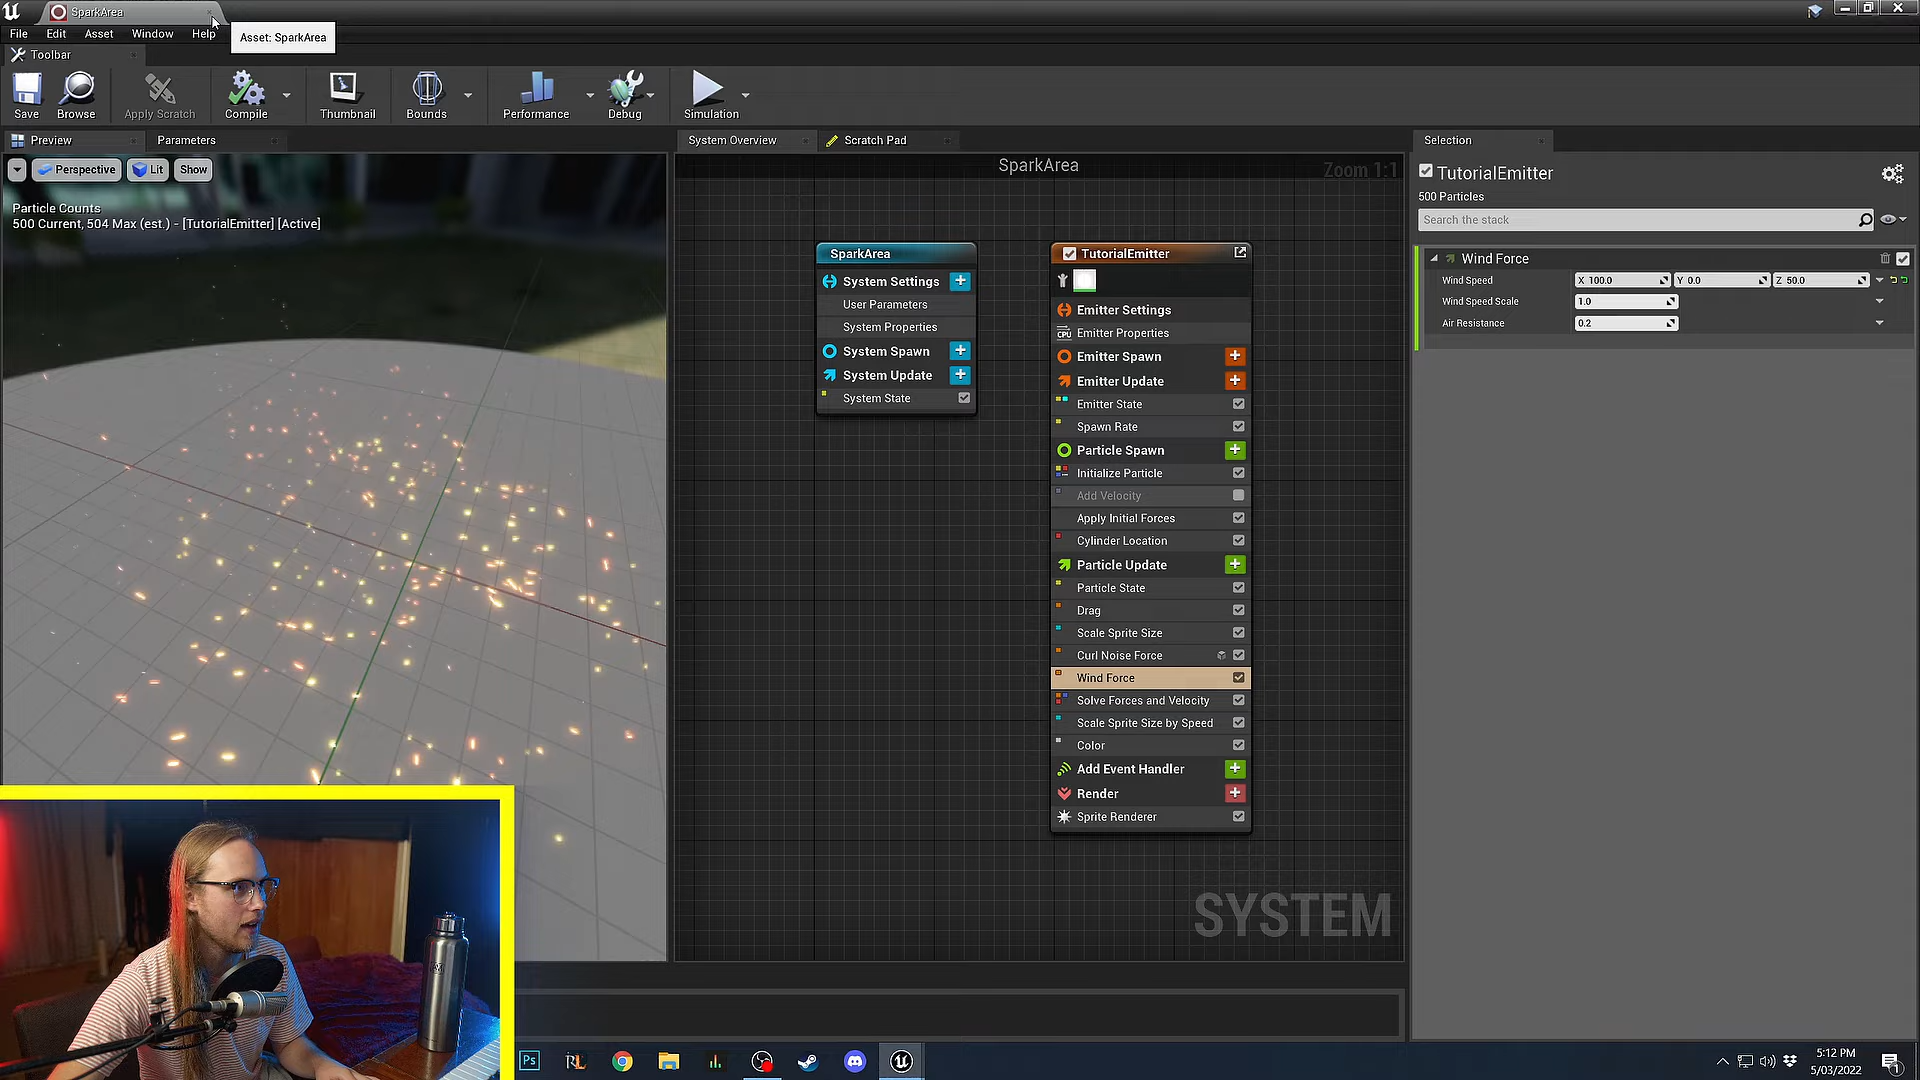 SparkArea
File Edit Asset Window Help
Asset: SparkArea
Toolbar
Save Browse Apply Scratch Compile Thumbnail Bounds Performance Debug Simulation
Preview Parameters
System Overview Scratch Pad
Selection
Perspective Lit Show
Particle Counts
500 Current, 504 Max (est.) - [TutorialEmitter] [Active]
SparkArea
Zoom 1:1
SparkArea
System Settings
User Parameters
System Properties
System Spawn
System Update
System State
TutorialEmitter
Emitter Settings
CPU Emitter Properties
Emitter Spawn
Emitter Update
Emitter State
Spawn Rate
Particle Spawn
Initialize Particle
Add Velocity
Apply Initial Forces
Cylinder Location
Particle Update
Particle State
Drag
Scale Sprite Size
Curl Noise Force
Wind Force
Solve Forces and Velocity
Scale Sprite Size by Speed
Color
Add Event Handler
Render
Sprite Renderer
SYSTEM
TutorialEmitter
500 Particles
Search the stack
Wind Force
Wind Speed X 100.0 Y 0.0 Z 50.0
Wind Speed Scale 1.0
Air Resistance 0.2
Ps
5:12 PM
5/03/2022
1